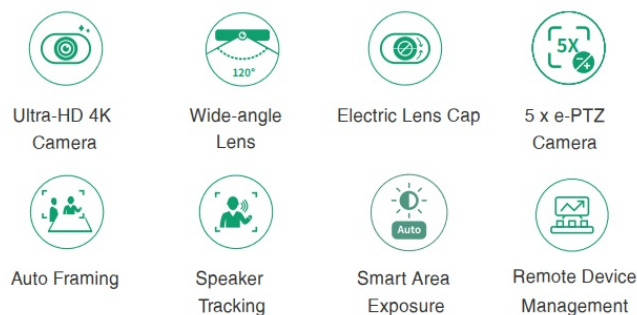 5X
120°
Ultra-HD 4K
Camera
Wide-angle
Lens
Electric Lens Cap
5 x e-PTZ
Camera
Auto
Auto Framing
Speaker
Tracking
Smart Area
Exposure
Remote Device
Management